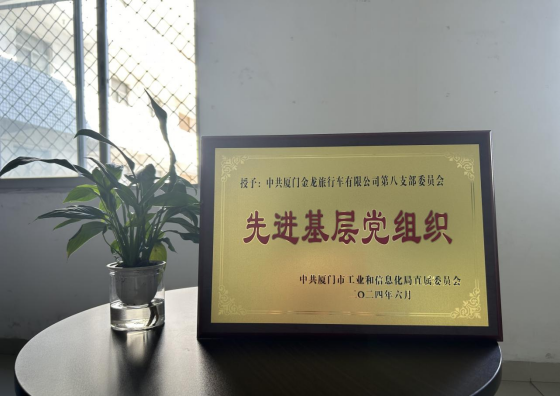 授予：中共厦门金龙旅行车有限公司第八支部委员会
先进基层党组织
中共厦门市工业和信息化局直属委员会
二〇二四年六月